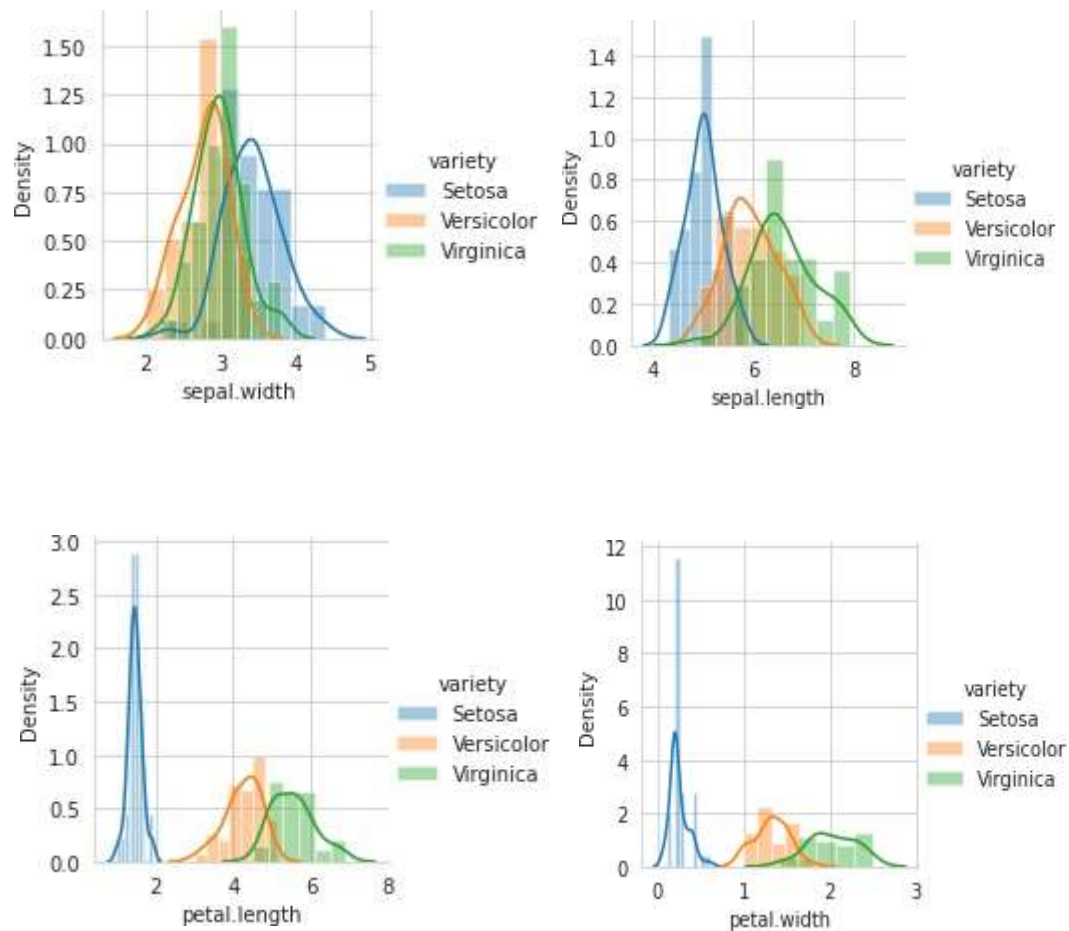 1.50
1.25
1.00
0.75
0.50
0.25
0.00
Density
2 3 4 5
sepal.width
variety
Setosa
Versicolor
Virginica
1.4
1.2
1.0
0.8
0.6
0.4
0.2
0.0
Density
4 6 8
sepal.length
variety
Setosa
Versicolor
Virginica
3.0
2.5
2.0
1.5
1.0
0.5
0.0
Density
2 4 6 8
petal.length
variety
Setosa
Versicolor
Virginica
12
10
8
6
4
2
0
Density
0 1 2 3
petal.width
variety
Setosa
Versicolor
Virginica